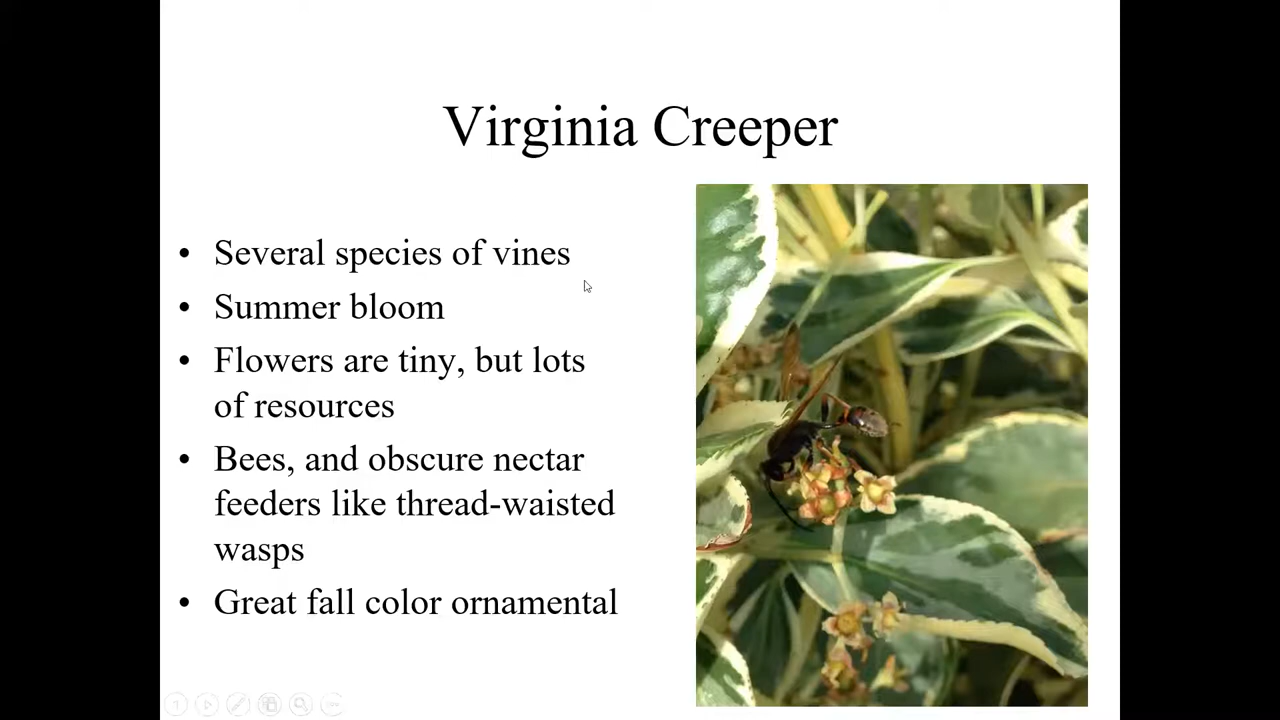 Virginia Creeper
• Several species of vines
• Summer bloom
• Flowers are tiny, but lots
of resources
• Bees, and obscure nectar
feeders like thread-waisted
wasps
• Great fall color ornamental